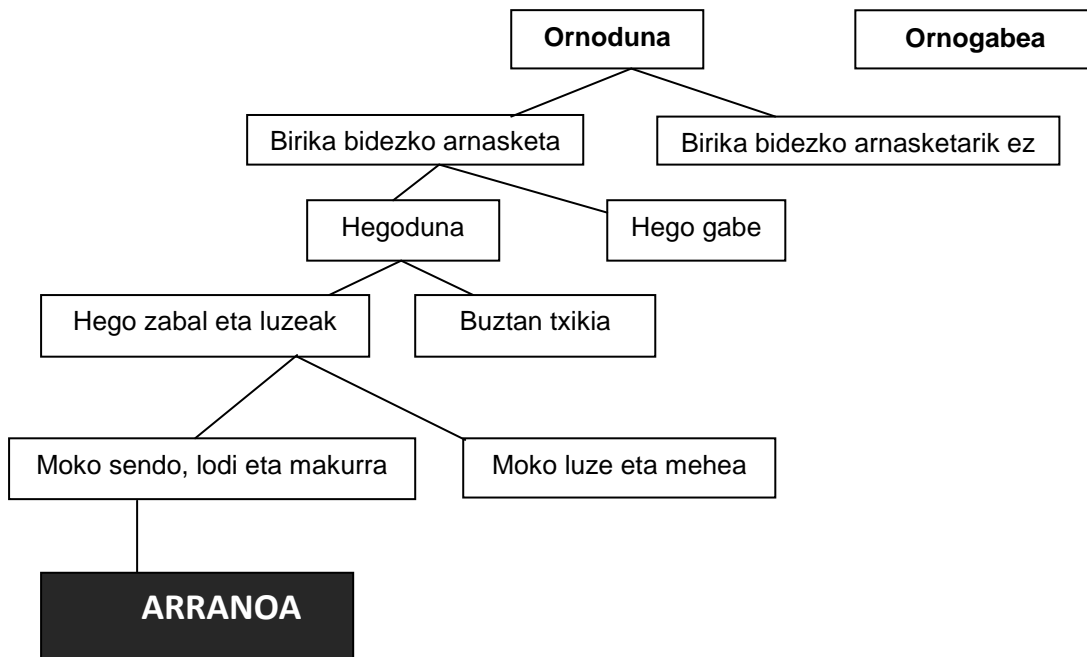 Ornoduna
Ornogabea
Birika bidezko arnasketa
Birika bidezko arnasketarik ez
Hegoduna
Hego gabe
Hego zabal eta luzeak
Buztan txikia
Moko sendo, lodi eta makurra
Moko luze eta mehea
ARRANOA